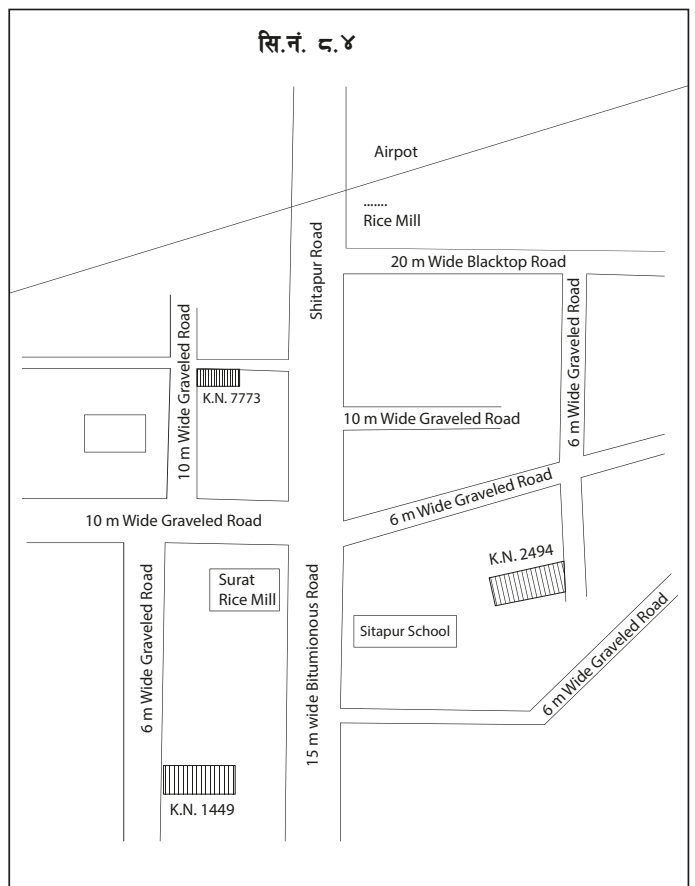 सि.नं. ८.४
Airpot
.......
Rice Mill
Shitapur Road
20 m Wide Blacktop Road
10 m Wide Graveled Road
6 m Wide Graveled Road
K.N. 7773
10 m Wide Graveled Road
6 m Wide Graveled Road
10 m Wide Graveled Road
K.N. 2494
6 m Wide Graveled Road
Surat
Rice Mill
15 m wide Bitumionous Road
Sitapur School
6 m Wide Graveled Road
K.N. 1449